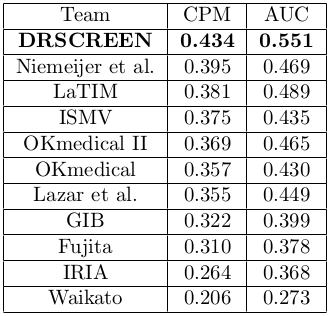 Team CPM AUC
DRSCREEN 0.434 0.551
Niemeijer et al. 0.395 0.469
LaTIM 0.381 0.489
ISMV 0.375 0.435
OKmedical II 0.369 0.465
OKmedical 0.357 0.430
Lazar et al. 0.355 0.449
GIB 0.322 0.399
Fujita 0.310 0.378
IRIA 0.264 0.368
Waikato 0.206 0.273